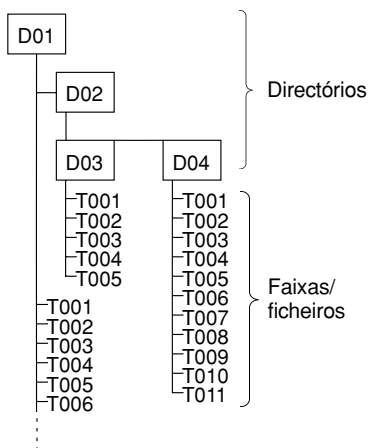 D01
D02
Directórios
D03
D04
T001
T002
T003
T004
T005
T001
T002
T003
T004
T005
T006
T007
T008
T009
T010
T011
Faixas/
ficheiros
T001
T002
T003
T004
T005
T006